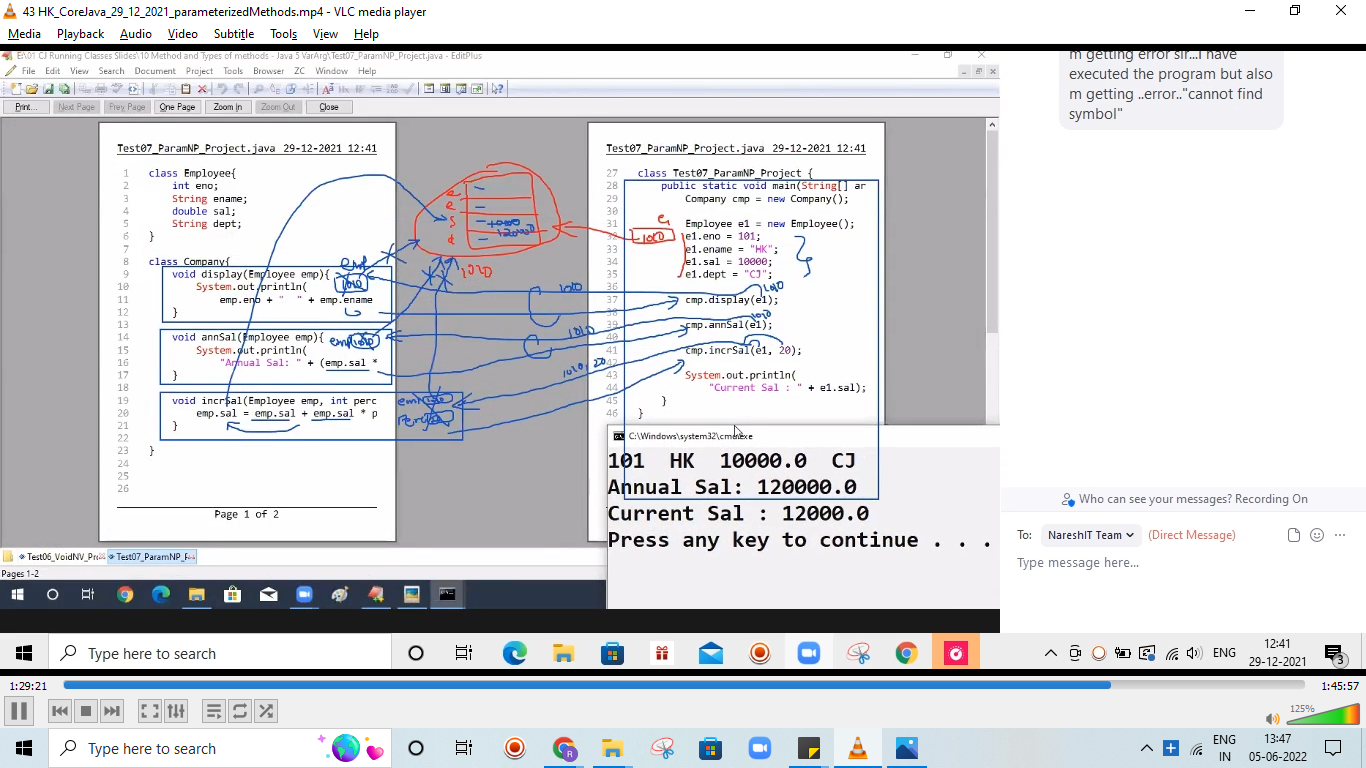 43 HK_CoreJava_29_12_2021_parameterizedMethods.mp4 - VLC media player
Media Playback Audio Video Subtitle Tools View Help
E:\01 CJ Running Classes Slides\10 Method and Types of methods - Java 5 VarArg\Test07_ParamNP_Project.java - EditPlus
File Edit View Search Document Project Tools Browser ZC Window Help
Print... Next Page Prev Page One Page Zoom In Zoom Out Close
Test07_ParamNP_Project.java 29-12-2021 12:41
1 class Employee{
2 int eno;
3 String ename;
4 double sal;
5 String dept;
6 }
7
8 class Company{
9 void display(Employee emp){
10 System.out.println(
11 emp.eno + " " + emp.ename
12 }
13
14 void annSal(Employee emp){
15 System.out.println(
16 "Annual Sal: " + (emp.sal *
17 }
18
19 void incrSal(Employee emp, int perc
20 emp.sal = emp.sal + emp.sal * p
21 }
22
23 }
24
25
26
Page 1 of 2
emp
1010
emp 1010
e
e
s
d
10000
12000
1010
Test07_ParamNP_Project.java 29-12-2021 12:41
27 class Test07_ParamNP_Project {
28 public static void main(String[] ar
29 Company cmp = new Company();
30
31 Employee e1 = new Employee();
32 e1.eno = 101;
33 e1.ename = "HK";
34 e1.sal = 10000;
35 e1.dept = "CJ";
36
37 cmp.display(e1);
38
39 cmp.annSal(e1);
40
41 cmp.incrSal(e1, 20);
42
43 System.out.println(
44 "Current Sal : " + e1.sal);
45 }
46 }
e1
1010
1010
1010
1010
1010
1010, 20
C:\Windows\system32\cmd.exe
101 HK 10000.0 CJ
Annual Sal: 120000.0
Current Sal : 12000.0
Press any key to continue . . .
Test06_VoidNV_Pro Test07_ParamNP_P
Pages 1-2
m getting error sir...I have
executed the program but also
m getting ..error.."cannot find
symbol"
Who can see your messages? Recording On
To: NareshIT Team (Direct Message)
Type message here...
Type here to search
ENG
12:41
29-12-2021
3
1:29:21
1:45:57
125%
Type here to search
ENG
IN
13:47
05-06-2022